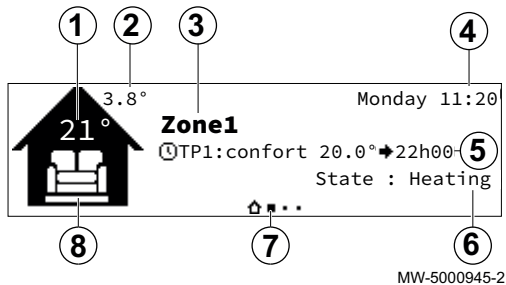 1 2 3 4
3.8° Monday 11:20
21° Zone1
TP1:confort 20.0°➡22h00 5
State : Heating
8 7 6
MW-5000945-2